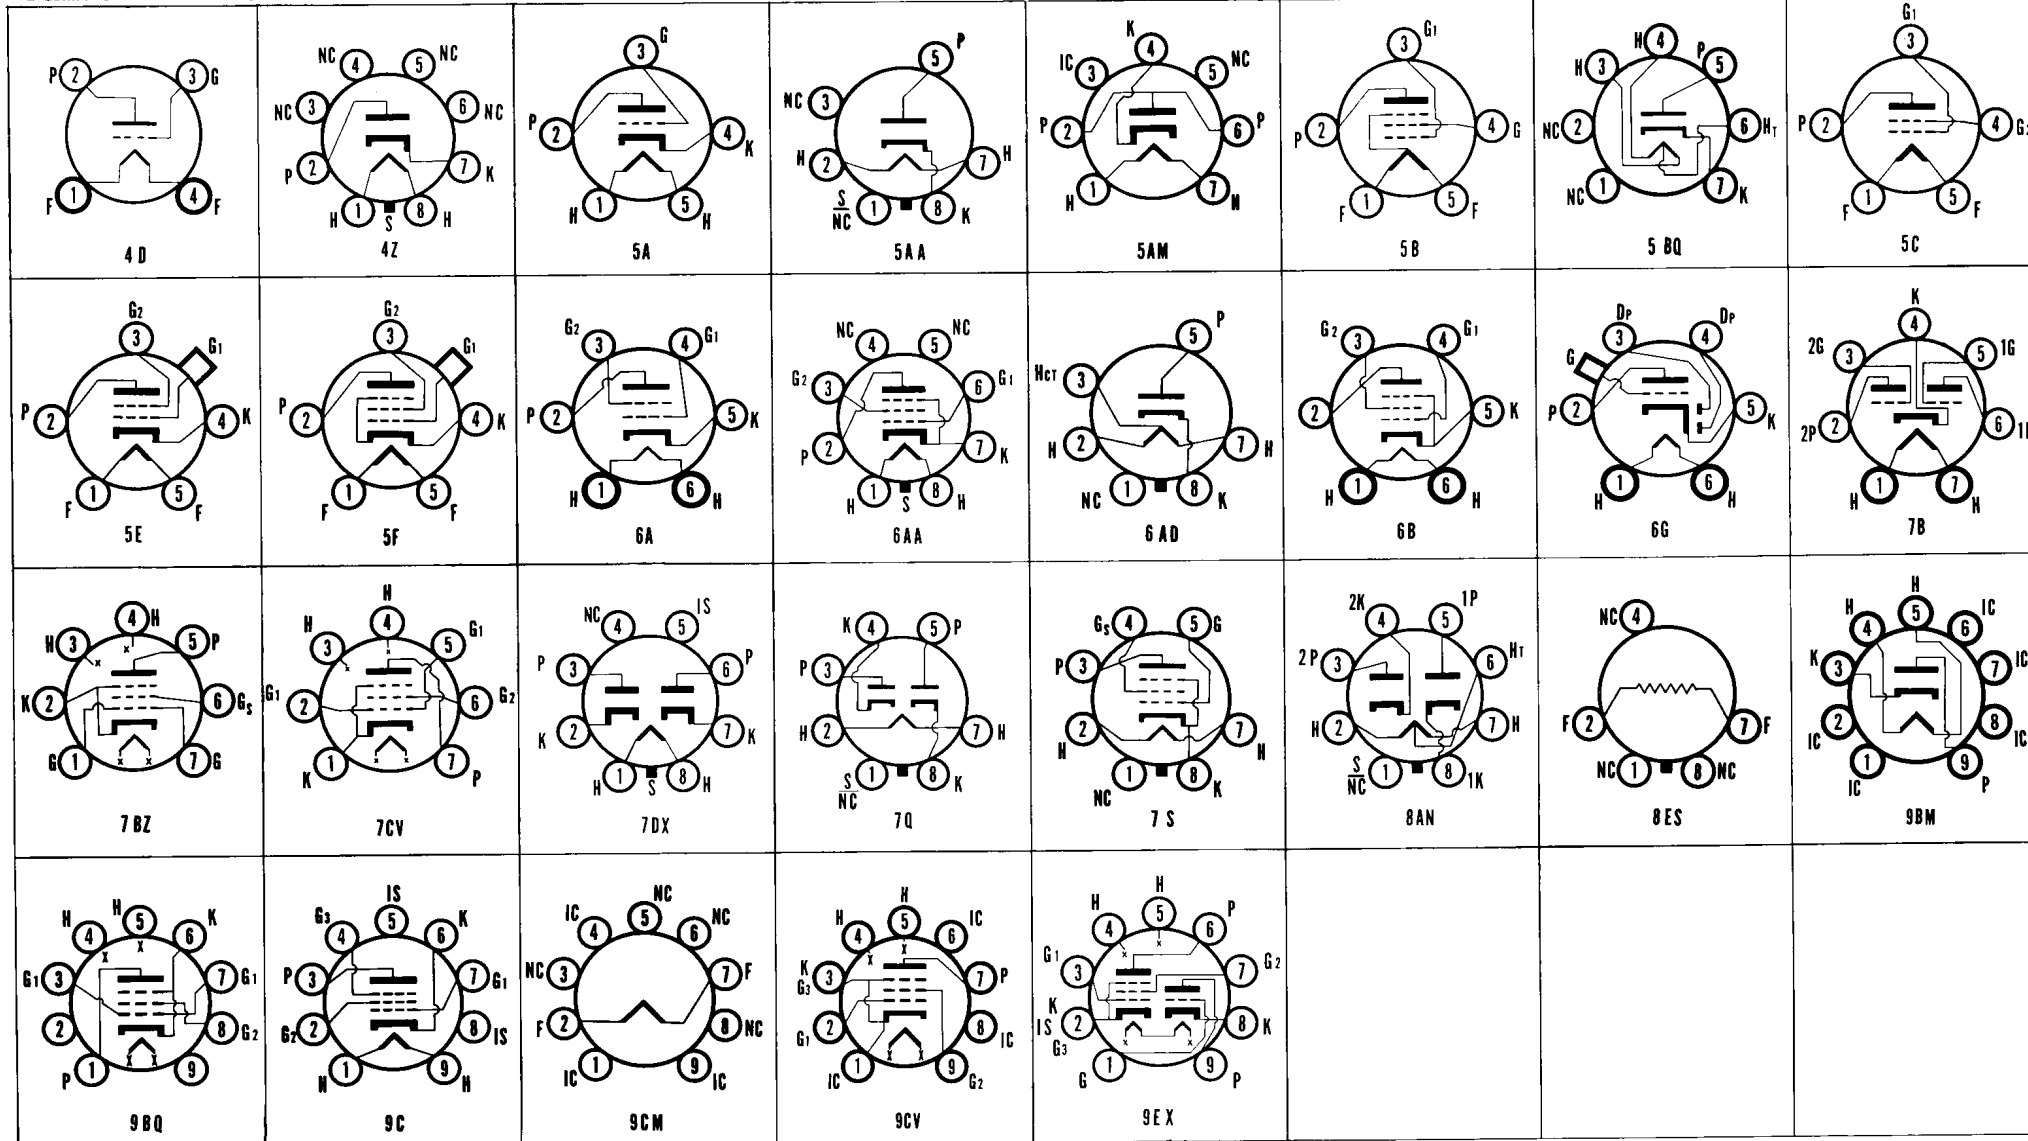 P 2 3 G
F 1 4 F
4D
NC 4 5 NC
NC 3 6 NC
P 2 7 K
H 1 S 8 H
4Z
3 G
P 2 4 K
H 1 5 H
5A
5 P
NC 3
H 2 7 H
S/NC 1 8 K
5AA
K 4
IC 3 5 NC
P 2 6 P
H 1 7 H
5AM
3 G1
P 2 4 G
F 1 5 F
5B
H 4
H 3 P 5
NC 2 6 HT
NC 1 7 K
5BQ
G1
3
P 2 4 G2
F 1 5 F
5C
G2
3 G1
P 2 4 K
F 1 5 F
5E
G2
3 G1
P 2 4 K
F 1 5 F
5F
G2 3 4 G1
P 2 5 K
H 1 6 H
6A
NC 4 5 NC
G2 3 6 G1
P 2 7 K
H 1 S 8 H
6AA
5 P
HCT 3
H 2 7 H
NC 1 8 K
6AD
G2 3 4 G1
2 5 K
H 1 6 H
6B
DP 3 4 DP
G
P 2 5 K
H 1 6 H
6G
K
4
2G 3 5 1G
2P 2 6
H 1 7 H
7B
4 H
H 3 5 P
K 2 6 GS
G 1 7 G
7BZ
H
H 3 4 5 G1
G1 2 6 G2
K 1 7 P
7CV
NC 4 5 IS
P 3 6 P
K 2 7 K
H 1 S 8 H
7DX
K 4 5 P
P 3
H 2 7 H
S/NC 1 8 K
7Q
GS 4 5 G
P 3
H 2 7 H
NC 1 8 K
7S
2K 4 5 1P
2P 3 6 HT
H 2 7 H
S/NC 1 8 1K
8AN
NC 4
F 2 7 F
NC 1 8 NC
8ES
H
H 4 5 6 IC
K 3 7 IC
IC 2 8 IC
IC 1 9 P
9BM
H 4 H 5 6 K
G1 3 7 G1
2 8 G2
P 1 9
9BQ
IS
G3 4 5 6 K
P 3 7 G1
G2 2 8 IS
H 1 9 H
9C
NC
IC 4 5 6 NC
NC 3 7 F
F 2 8 NC
IC 1 9 IC
9CM
H
H 4 5 6 IC
K G3 3 7 P
G1 2 8 IC
IC 1 9 G2
9CV
H
H 4 5 6 P
G1 3 7 G2
K IS G3 2 8 K
G 1 9 P
9EX